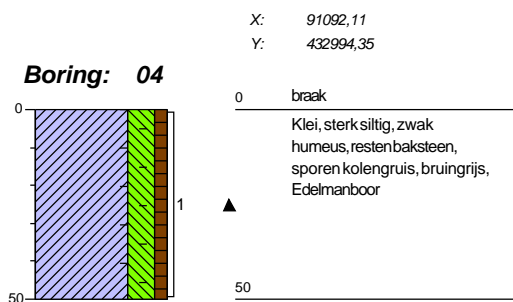 X: 91092,11
Y: 432994,35
Boring: 04
0
0 braak
Klei, sterk siltig, zwak
humeus, resten baksteen,
sporen kolengruis, bruingrijs,
Edelmanboor
1
50
50